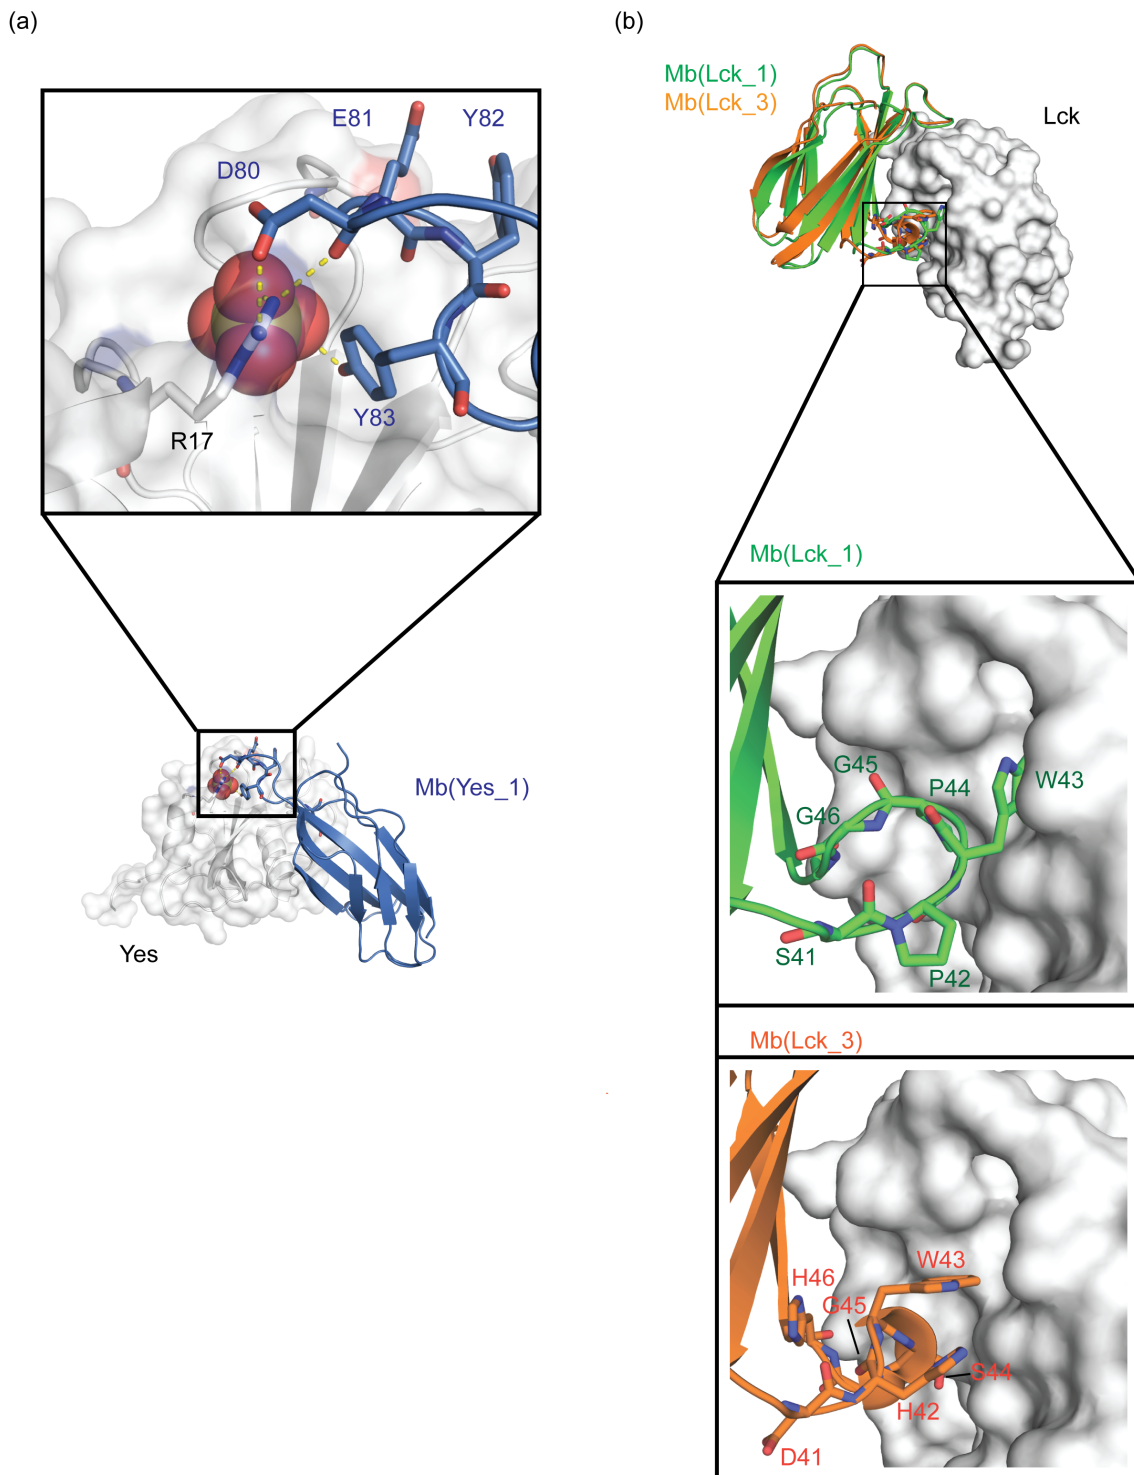 (a)
E81
Y82
D80
Y83
R17
Mb(Yes_1)
Yes
(b)
Mb(Lck_1)
Mb(Lck_3)
Lck
Mb(Lck_1)
G45
P44
W43
G46
S41
P42
Mb(Lck_3)
W43
H46
G45
S44
H42
D41